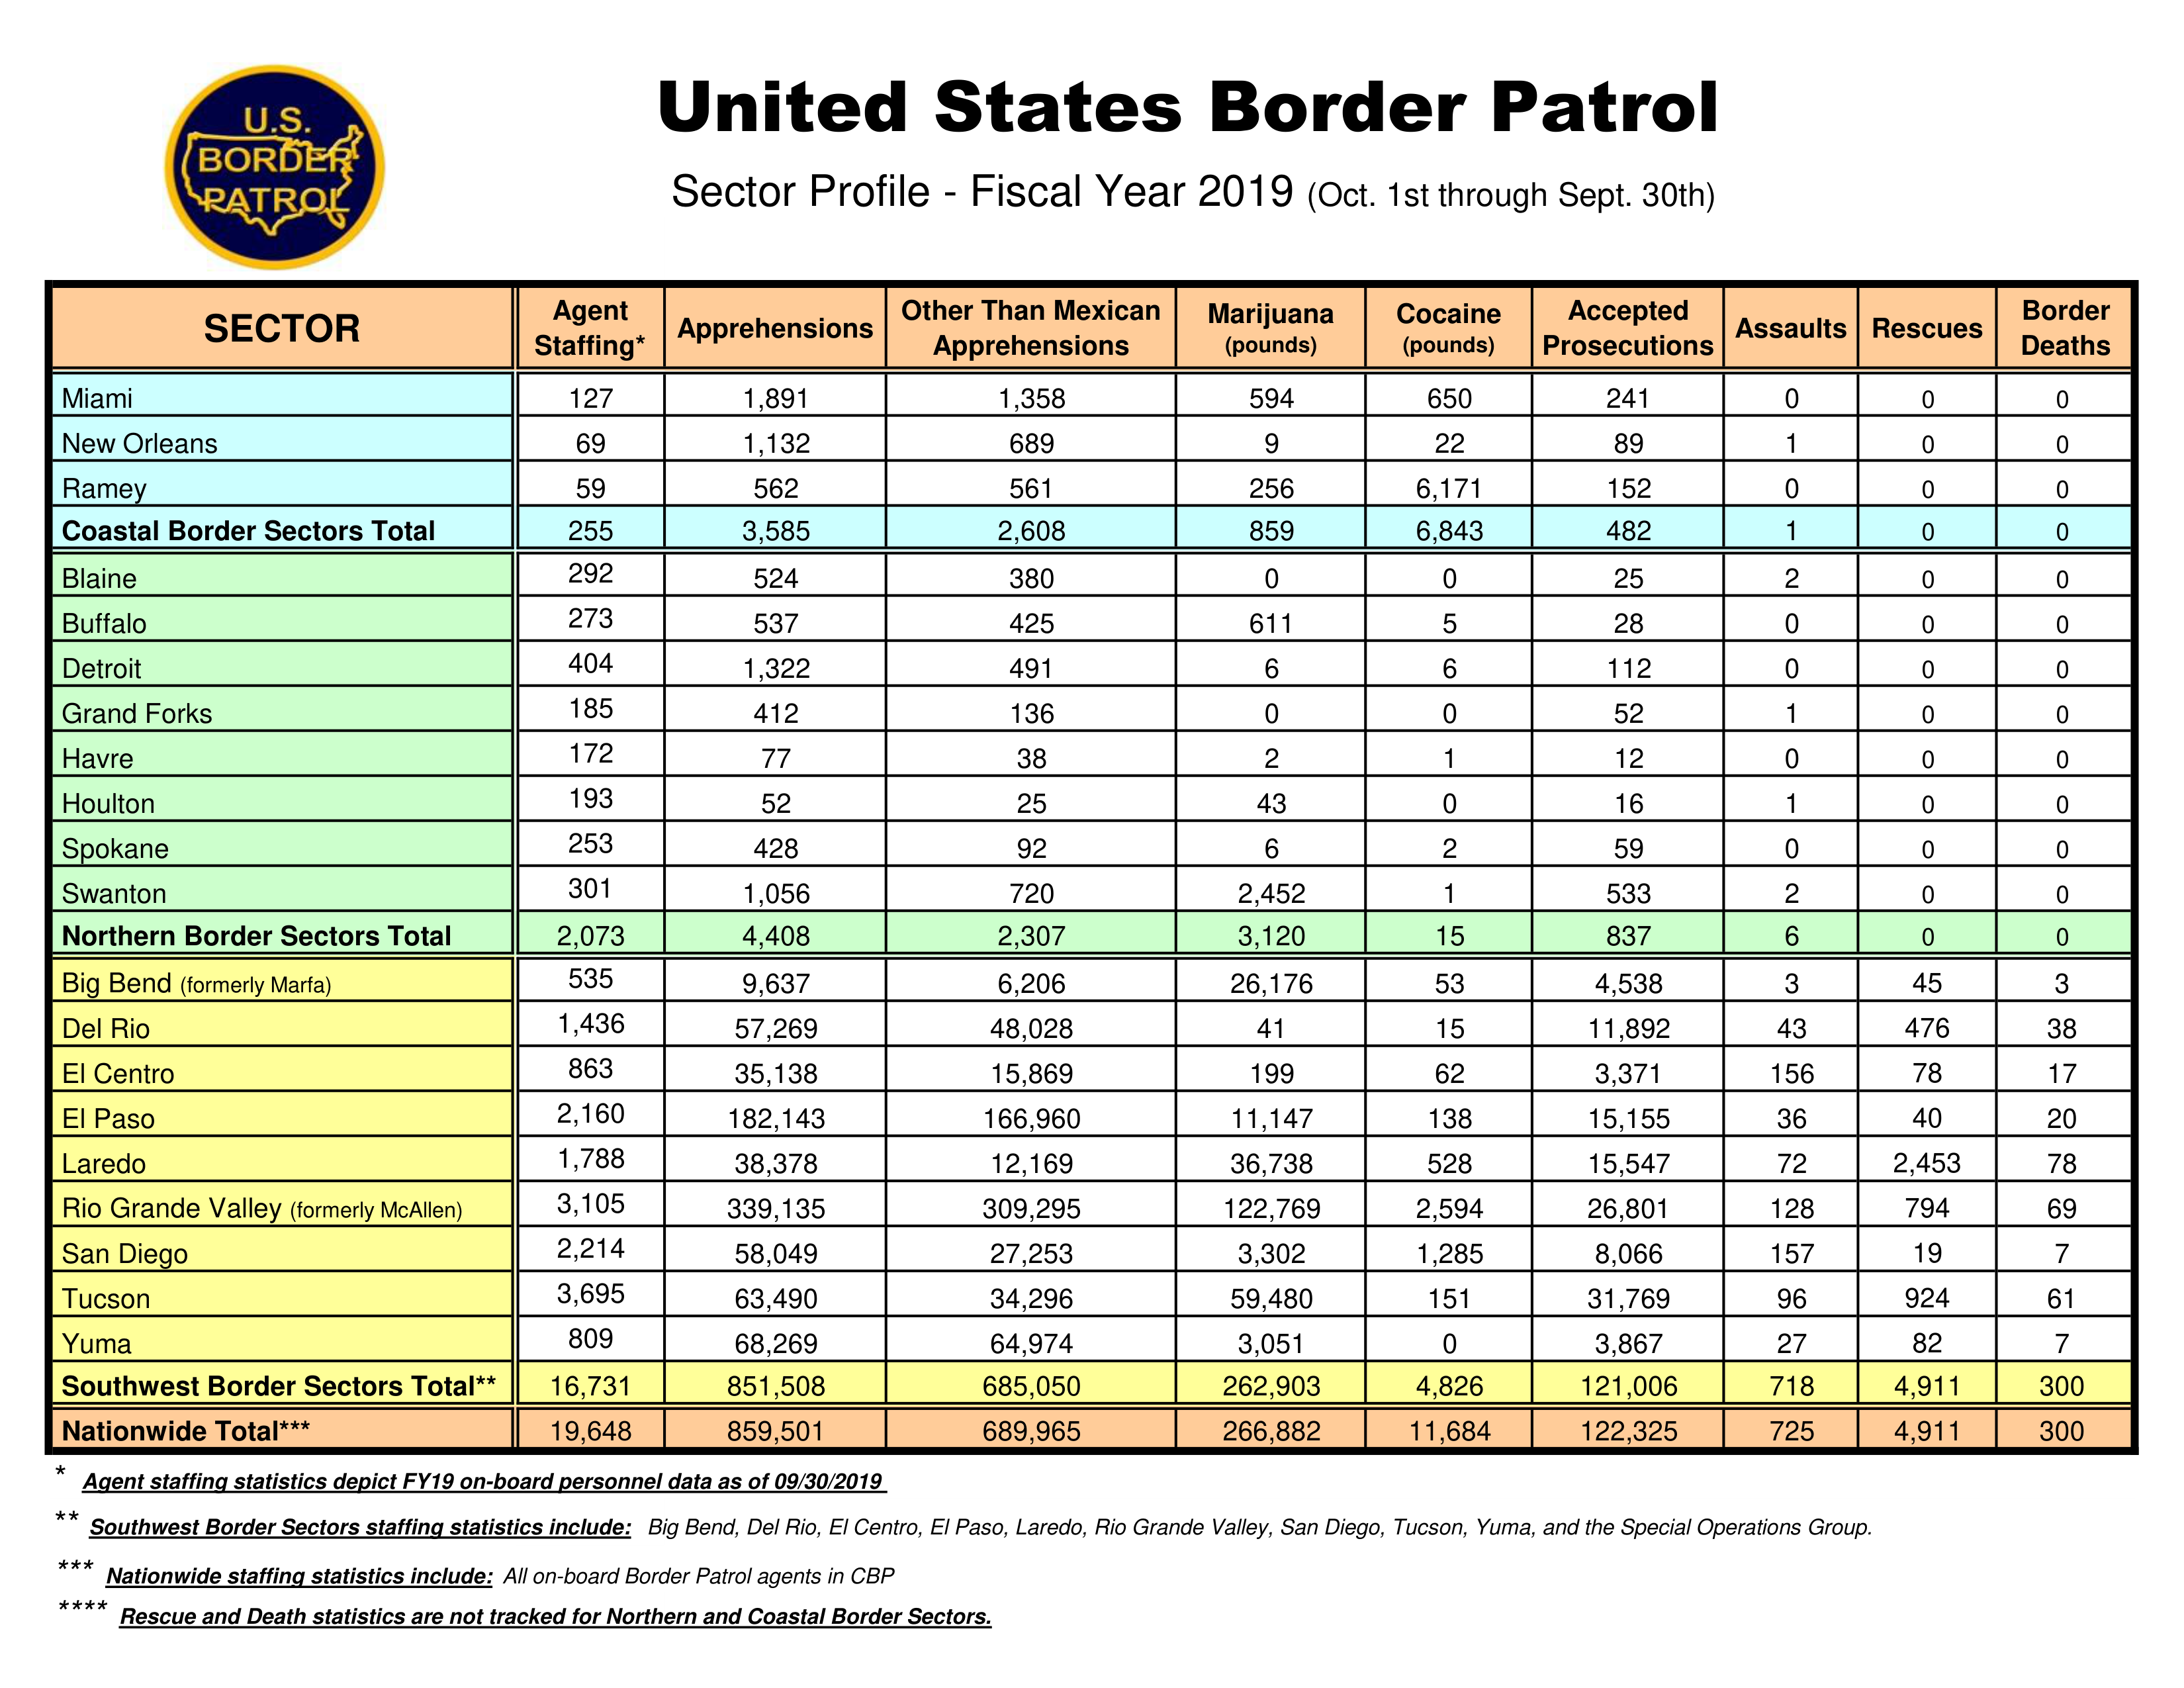 U.S.
BORDER
PATROL
United States Border Patrol
Sector Profile - Fiscal Year 2019 (Oct. 1st through Sept. 30th)
SECTOR Agent Staffing* Apprehensions Other Than Mexican Apprehensions Marijuana (pounds) Cocaine (pounds) Accepted Prosecutions Assaults Rescues Border Deaths
Miami 127 1,891 1,358 594 650 241 0 0 0
New Orleans 69 1,132 689 9 22 89 1 0 0
Ramey 59 562 561 256 6,171 152 0 0 0
Coastal Border Sectors Total 255 3,585 2,608 859 6,843 482 1 0 0
Blaine 292 524 380 0 0 25 2 0 0
Buffalo 273 537 425 611 5 28 0 0 0
Detroit 404 1,322 491 6 6 112 0 0 0
Grand Forks 185 412 136 0 0 52 1 0 0
Havre 172 77 38 2 1 12 0 0 0
Houlton 193 52 25 43 0 16 1 0 0
Spokane 253 428 92 6 2 59 0 0 0
Swanton 301 1,056 720 2,452 1 533 2 0 0
Northern Border Sectors Total 2,073 4,408 2,307 3,120 15 837 6 0 0
Big Bend (formerly Marfa) 535 9,637 6,206 26,176 53 4,538 3 45 3
Del Rio 1,436 57,269 48,028 41 15 11,892 43 476 38
El Centro 863 35,138 15,869 199 62 3,371 156 78 17
El Paso 2,160 182,143 166,960 11,147 138 15,155 36 40 20
Laredo 1,788 38,378 12,169 36,738 528 15,547 72 2,453 78
Rio Grande Valley (formerly McAllen) 3,105 339,135 309,295 122,769 2,594 26,801 128 794 69
San Diego 2,214 58,049 27,253 3,302 1,285 8,066 157 19 7
Tucson 3,695 63,490 34,296 59,480 151 31,769 96 924 61
Yuma 809 68,269 64,974 3,051 0 3,867 27 82 7
Southwest Border Sectors Total** 16,731 851,508 685,050 262,903 4,826 121,006 718 4,911 300
Nationwide Total*** 19,648 859,501 689,965 266,882 11,684 122,325 725 4,911 300
* Agent staffing statistics depict FY19 on-board personnel data as of 09/30/2019
** Southwest Border Sectors staffing statistics include: Big Bend, Del Rio, El Centro, El Paso, Laredo, Rio Grande Valley, San Diego, Tucson, Yuma, and the Special Operations Group.
*** Nationwide staffing statistics include: All on-board Border Patrol agents in CBP
**** Rescue and Death statistics are not tracked for Northern and Coastal Border Sectors.